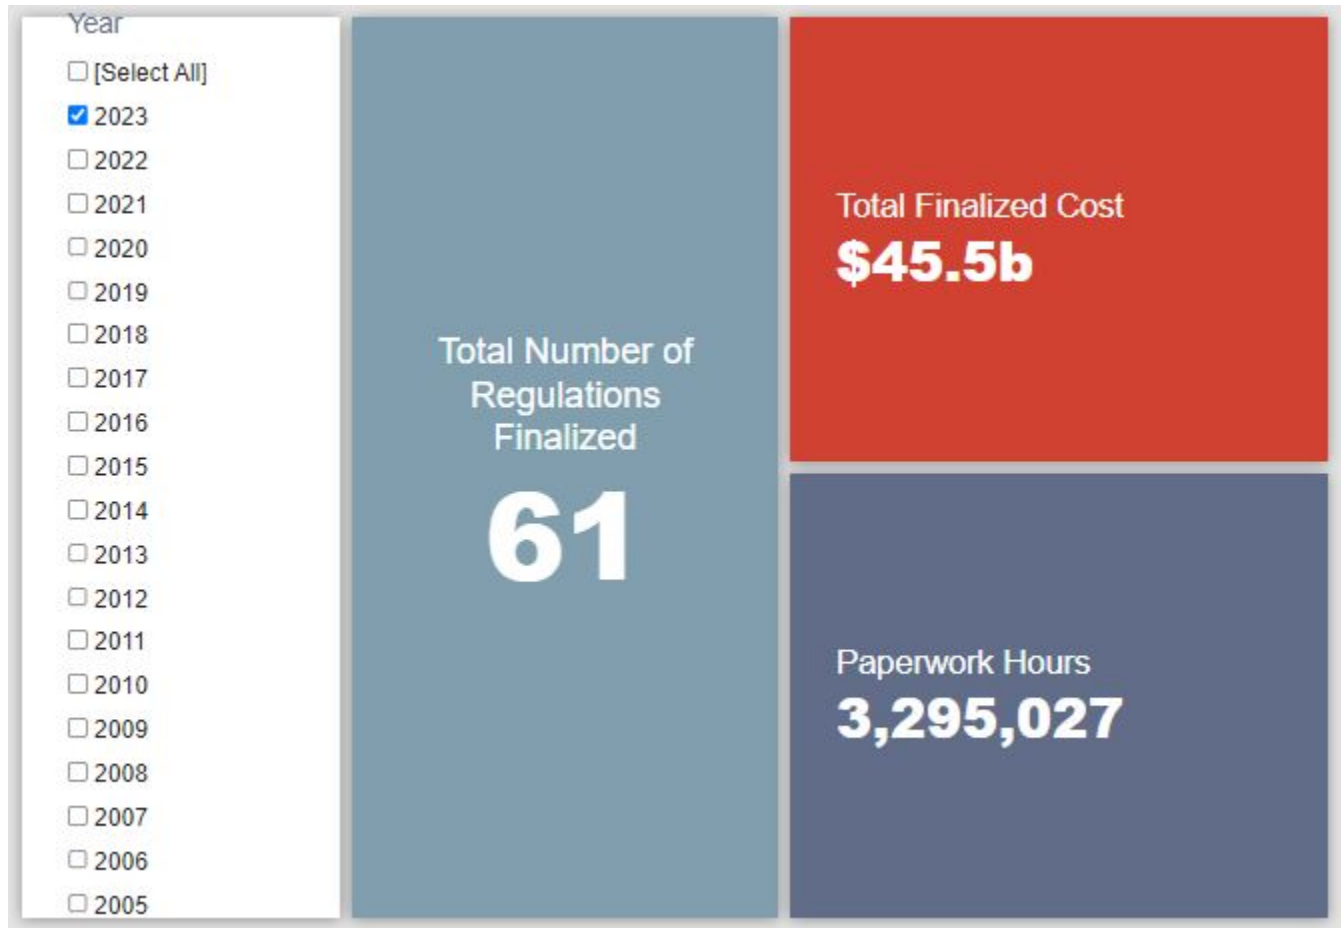 Year
[Select All]
2023
2022
2021
2020
2019
2018
2017
2016
2015
2014
2013
2012
2011
2010
2009
2008
2007
2006
2005
Total Number of
Regulations
Finalized
61
Total Finalized Cost
$45.5b
Paperwork Hours
3,295,027